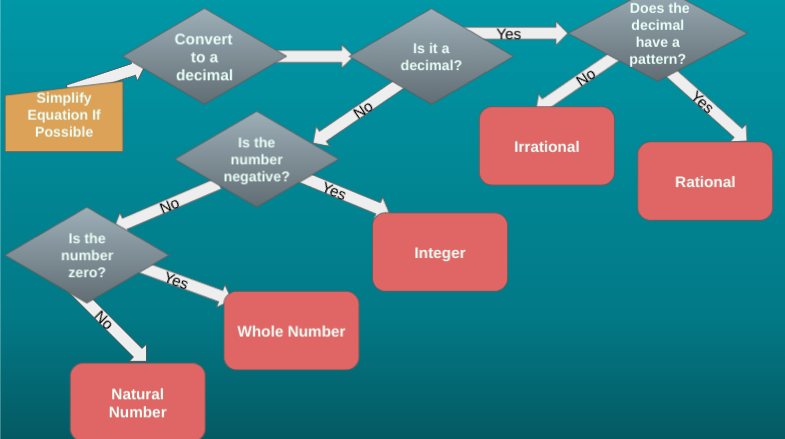 Does the
decimal
have a
pattern?
Yes
Convert
to a
decimal
Is it a
decimal?
No
Yes
Simplify
Equation If
Possible
No
Irrational
Rational
Is the
number
negative?
Yes
No
Integer
Is the
number
zero?
Yes
No
Whole Number
Natural
Number